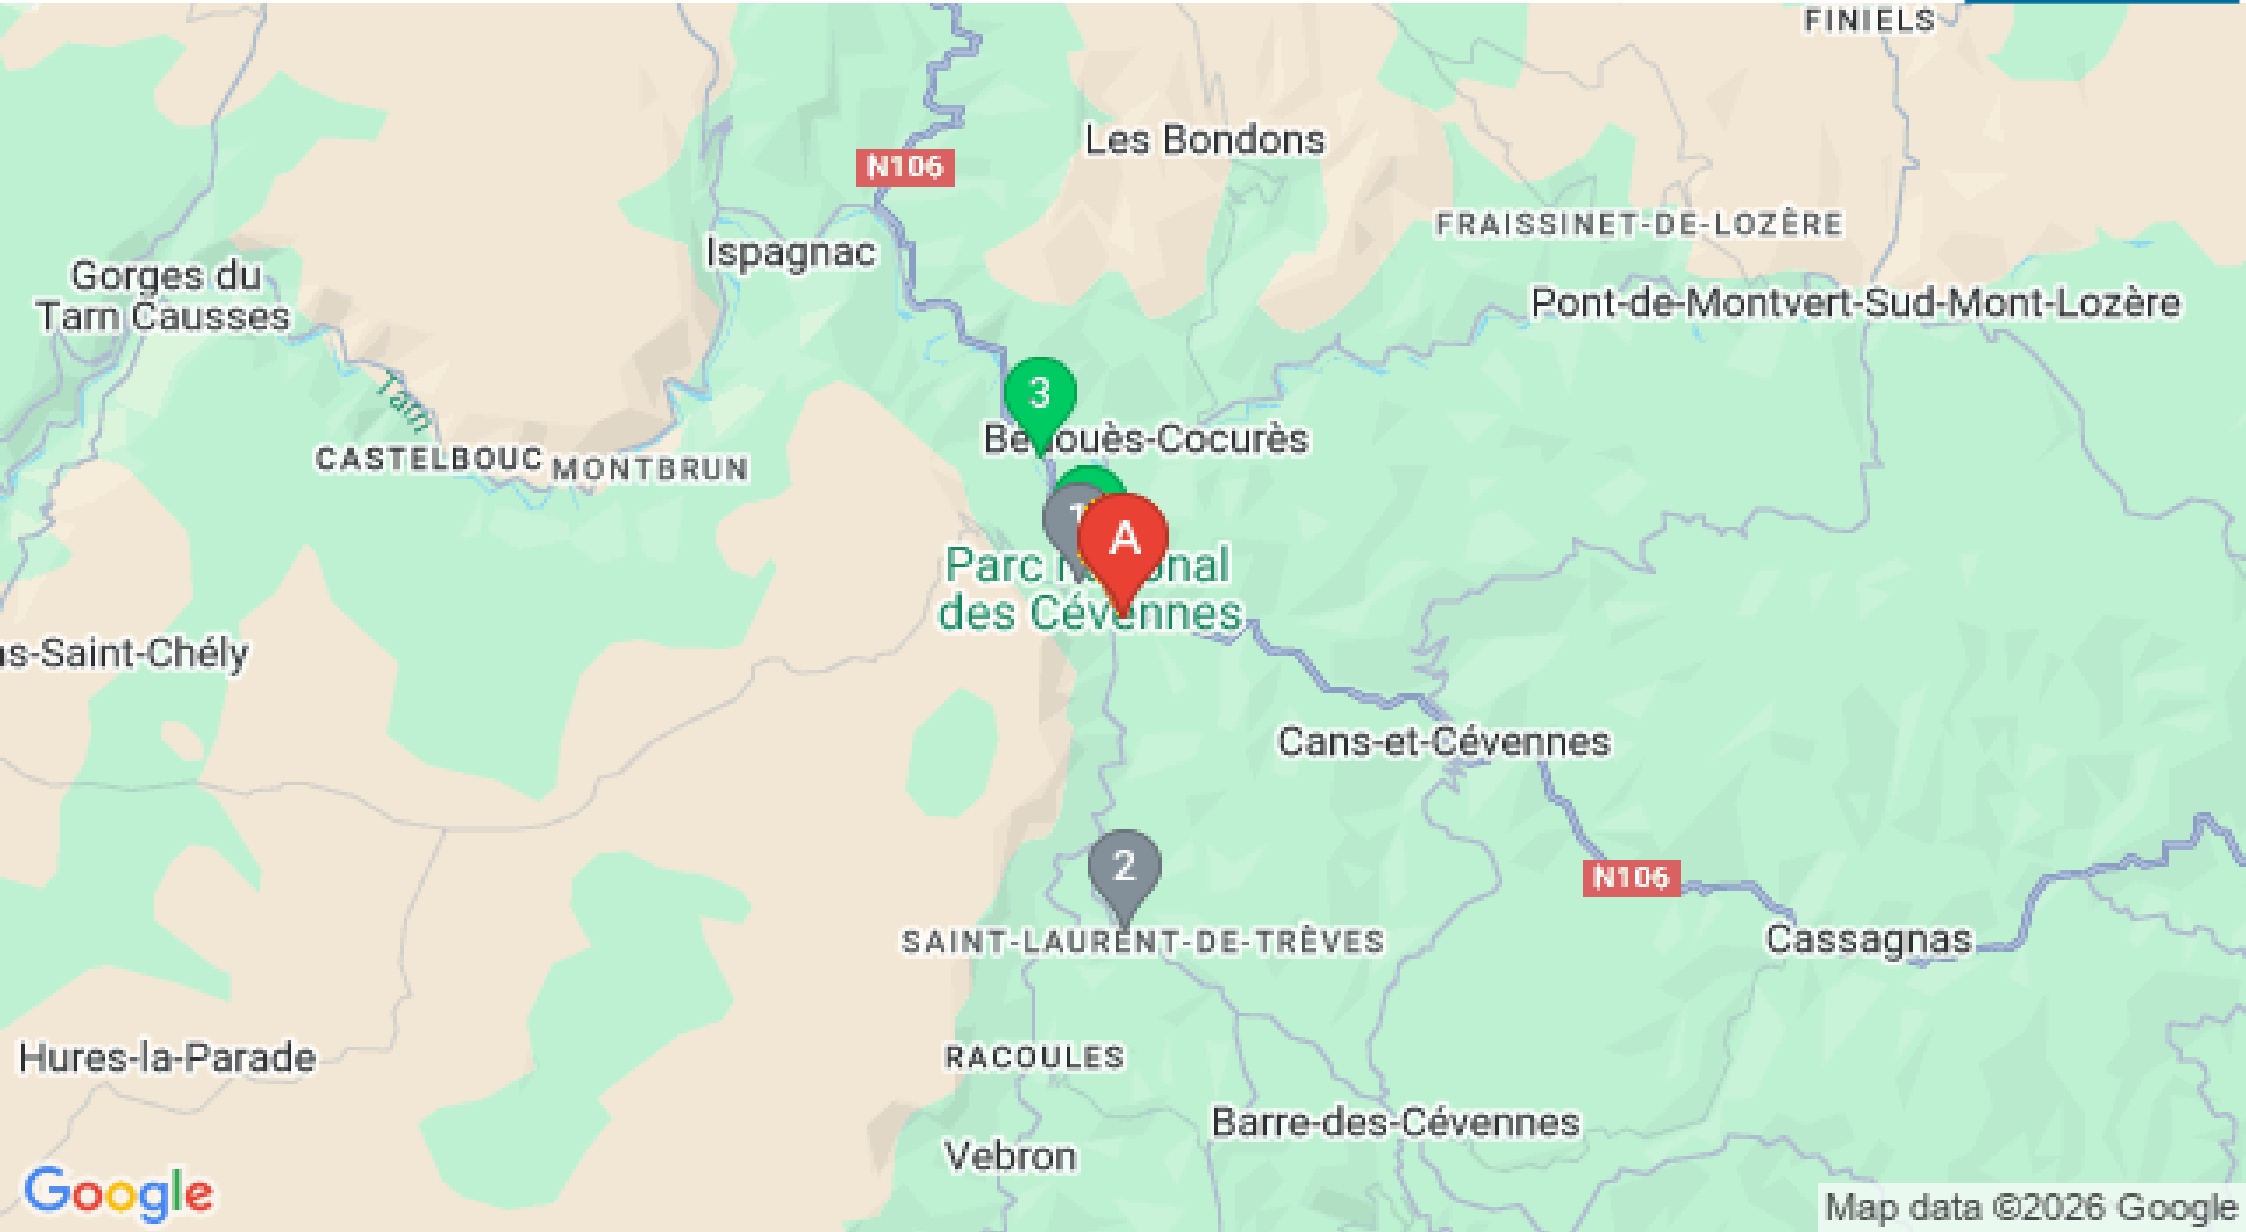 FINIELS
Les Bondons
N106
FRAISSINET-DE-LOZÈRE
Ispagnac
Gorges du
Tarn Causses
Pont-de-Montvert-Sud-Mont-Lozère
Tarn
3
CASTELBOUC
MONTBRUN
1
A
Parc
des Cévennes
2
Cans-et-Cévennes
N106
SAINT-LAURENT-DE-TRÈVES
Cassagnas
Hures-la-Parade
RACOULES
Barre-des-Cévennes
Vebron
Google
Map data ©2026 Google